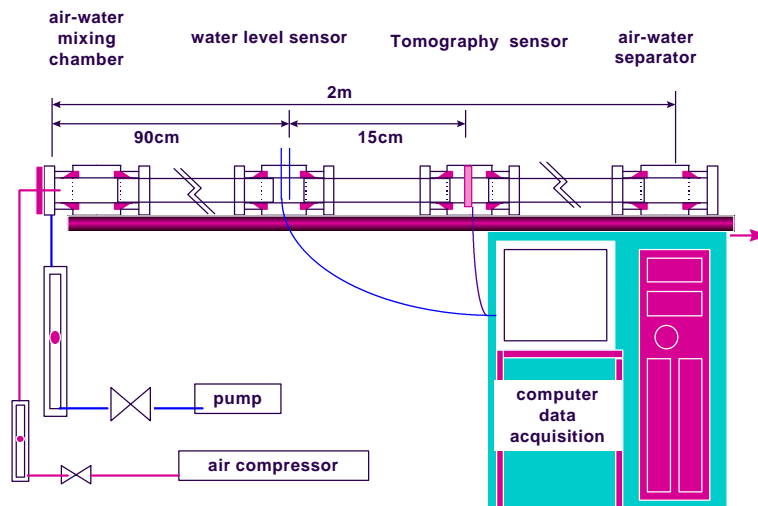 air-water
mixing
chamber
water level sensor
Tomography sensor
air-water
separator
2m
90cm
15cm
pump
air compressor
computer
data
acquisition